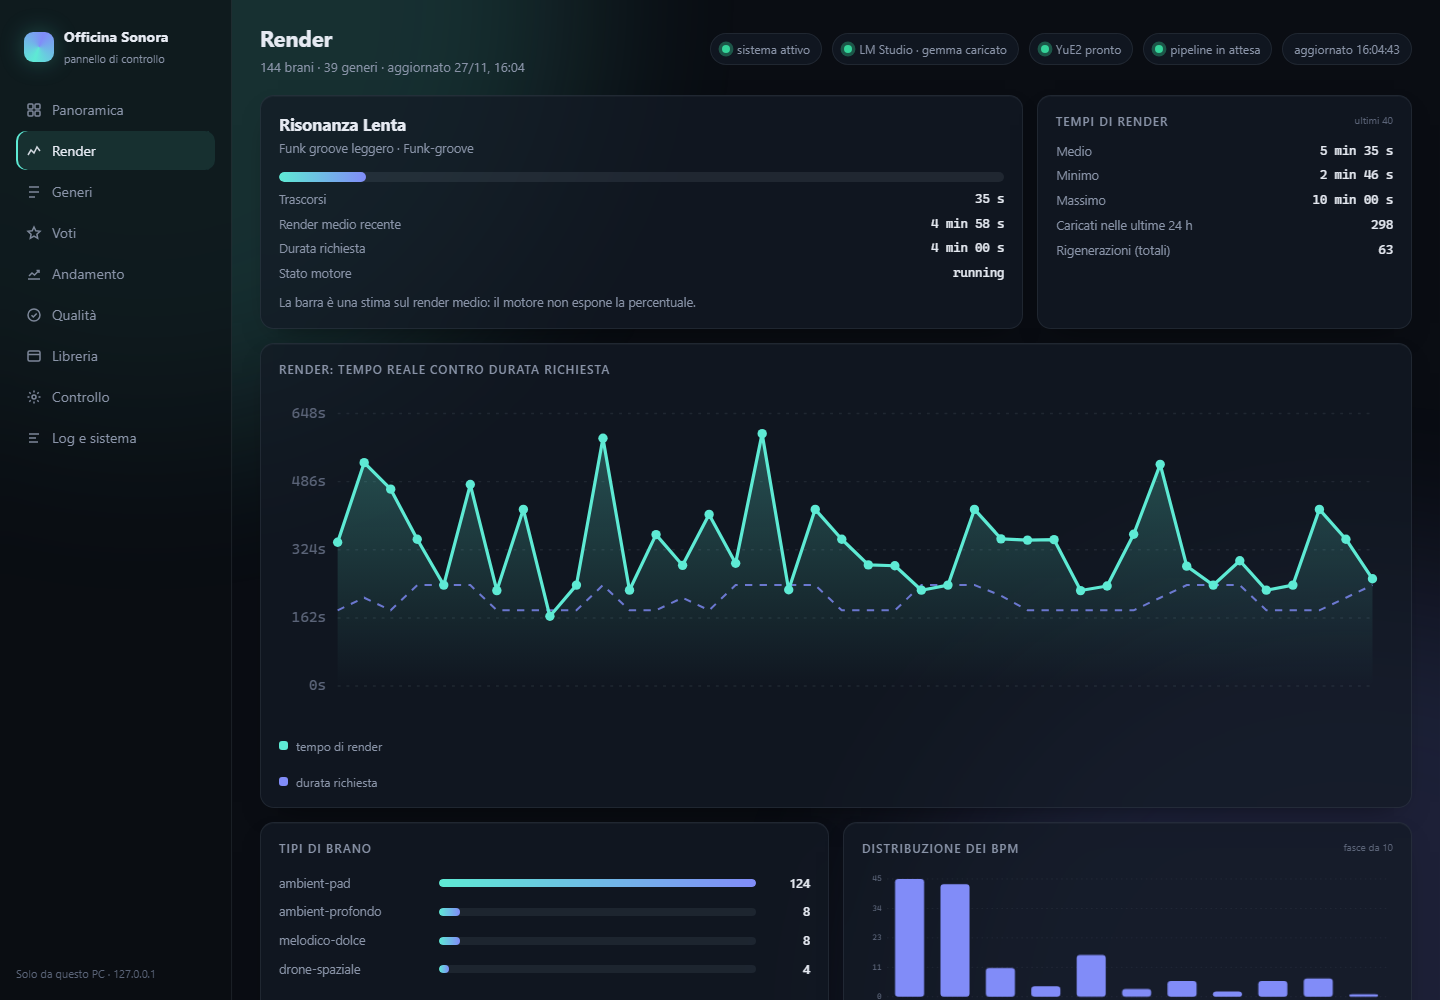 Officina Sonora
pannello di controllo
Panoramica
Render
Generi
Voti
Andamento
Qualità
Libreria
Controllo
Log e sistema
Solo da questo PC · 127.0.0.1
Render
144 brani · 39 generi · aggiornato 27/11, 16:04
sistema attivo
LM Studio · gemma caricato
YuE2 pronto
pipeline in attesa
aggiornato 16:04:43
Risonanza Lenta
Funk groove leggero · Funk-groove
Trascorsi 35 s
Render medio recente 4 min 58 s
Durata richiesta 4 min 00 s
Stato motore running
La barra è una stima sul render medio: il motore non espone la percentuale.
TEMPI DI RENDER ultimi 40
Medio 5 min 35 s
Minimo 2 min 46 s
Massimo 10 min 00 s
Caricati nelle ultime 24 h 298
Rigenerazioni (totali) 63
RENDER: TEMPO REALE CONTRO DURATA RICHIESTA
648s
486s
324s
162s
0s
tempo di render
durata richiesta
TIPI DI BRANO
ambient-pad 124
ambient-profondo 8
melodico-dolce 8
drone-spaziale 4
DISTRIBUZIONE DEI BPM fasce da 10
45
34
23
11
0